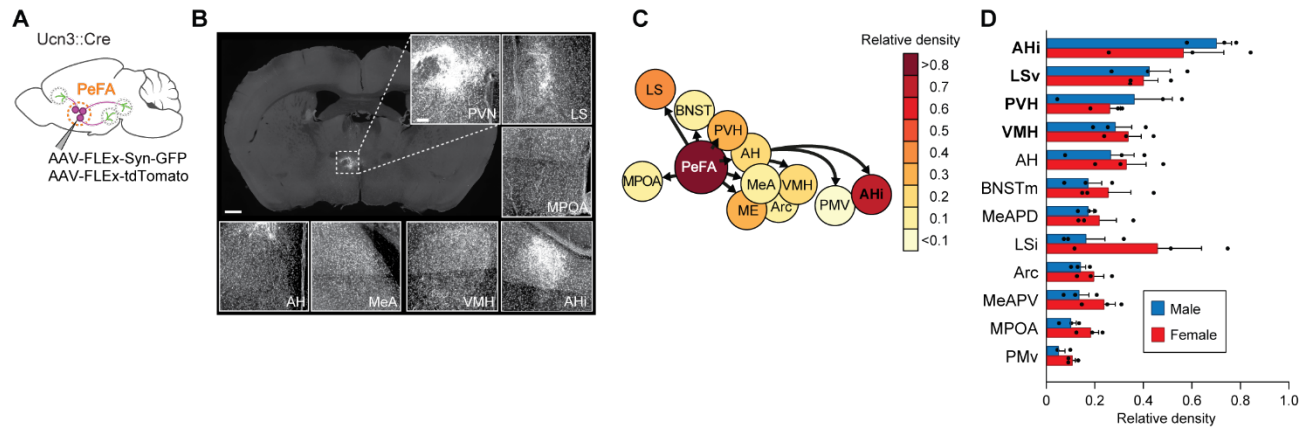 A
Ucn3::Cre
PeFA
AAV-FLEx-Syn-GFP
AAV-FLEx-tdTomato
B
PVN
LS
MPOA
AH
MeA
VMH
AHi
C
Relative density
>0.8
0.7
0.6
0.5
0.4
0.3
0.2
0.1
<0.1
LS
BNST
PVH
AH
PeFA
MPOA
MeA
VMH
ME
Arc
PMV
AHi
D
AHi
LSv
PVH
VMH
AH
BNSTm
MeAPD
LSi
Arc
MeAPV
MPOA
PMv
Male
Female
0 0.2 0.4 0.6 0.8 1.0
Relative density